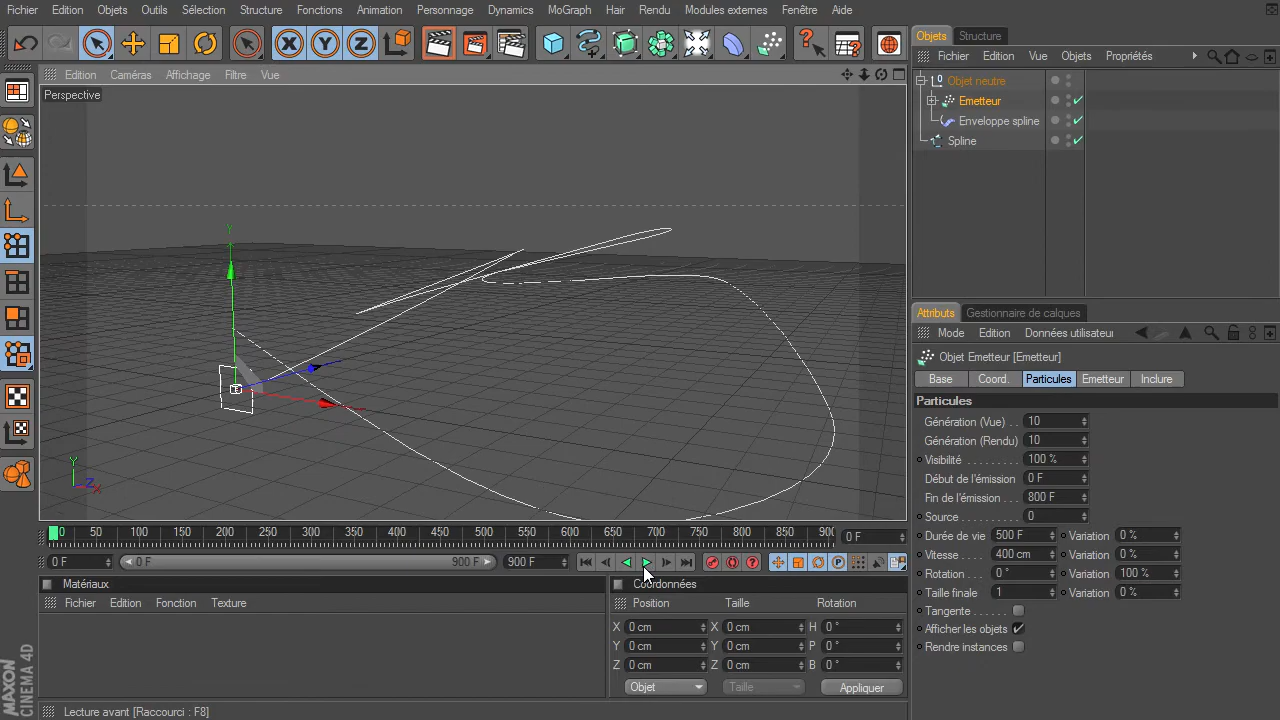 Fichier Edition Objets Outils Sélection Structure Fonctions Animation Personnage Dynamics MoGraph Hair Rendu Modules externes Fenêtre Aide
Objets Structure
Fichier Edition Vue Objets Propriétés
Edition Caméras Affichage Filtre Vue
Perspective
Objet neutre
Emetteur
Enveloppe spline
Spline
X Y Z
Y
Y
Z
X
Attributs Gestionnaire de calques
Mode Edition Données utilisateur
Objet Emetteur [Emetteur]
Base Coord. Particules Emetteur Inclure
Particules
Génération (Vue) . . 10
Génération (Rendu) 10
Visibilité . . . . . . . . . 100 %
Début de l'émission 0 F
Fin de l'émission . . 800 F
Source . . . . . . . . . . 0
Durée de vie . . 500 F Variation 0 %
Vitesse . . . . . . 400 cm Variation 0 %
Rotation . . . . . 0 ° Variation 100 %
Taille finale . . . 1 Variation 0 %
Tangente . . . . . .
Afficher les objets
Rendre instances
0 50 100 150 200 250 300 350 400 450 500 550 600 650 700 750 800 850 900 0 F
0 F 0 F 900 F 900 F
Matériaux
Fichier Edition Fonction Texture
Coordonnées
Position Taille Rotation
X 0 cm X 0 cm H 0 °
Y 0 cm Y 0 cm P 0 °
Z 0 cm Z 0 cm B 0 °
Objet Taille Appliquer
Lecture avant [Raccourci : F8]
MAXON
CINEMA 4D